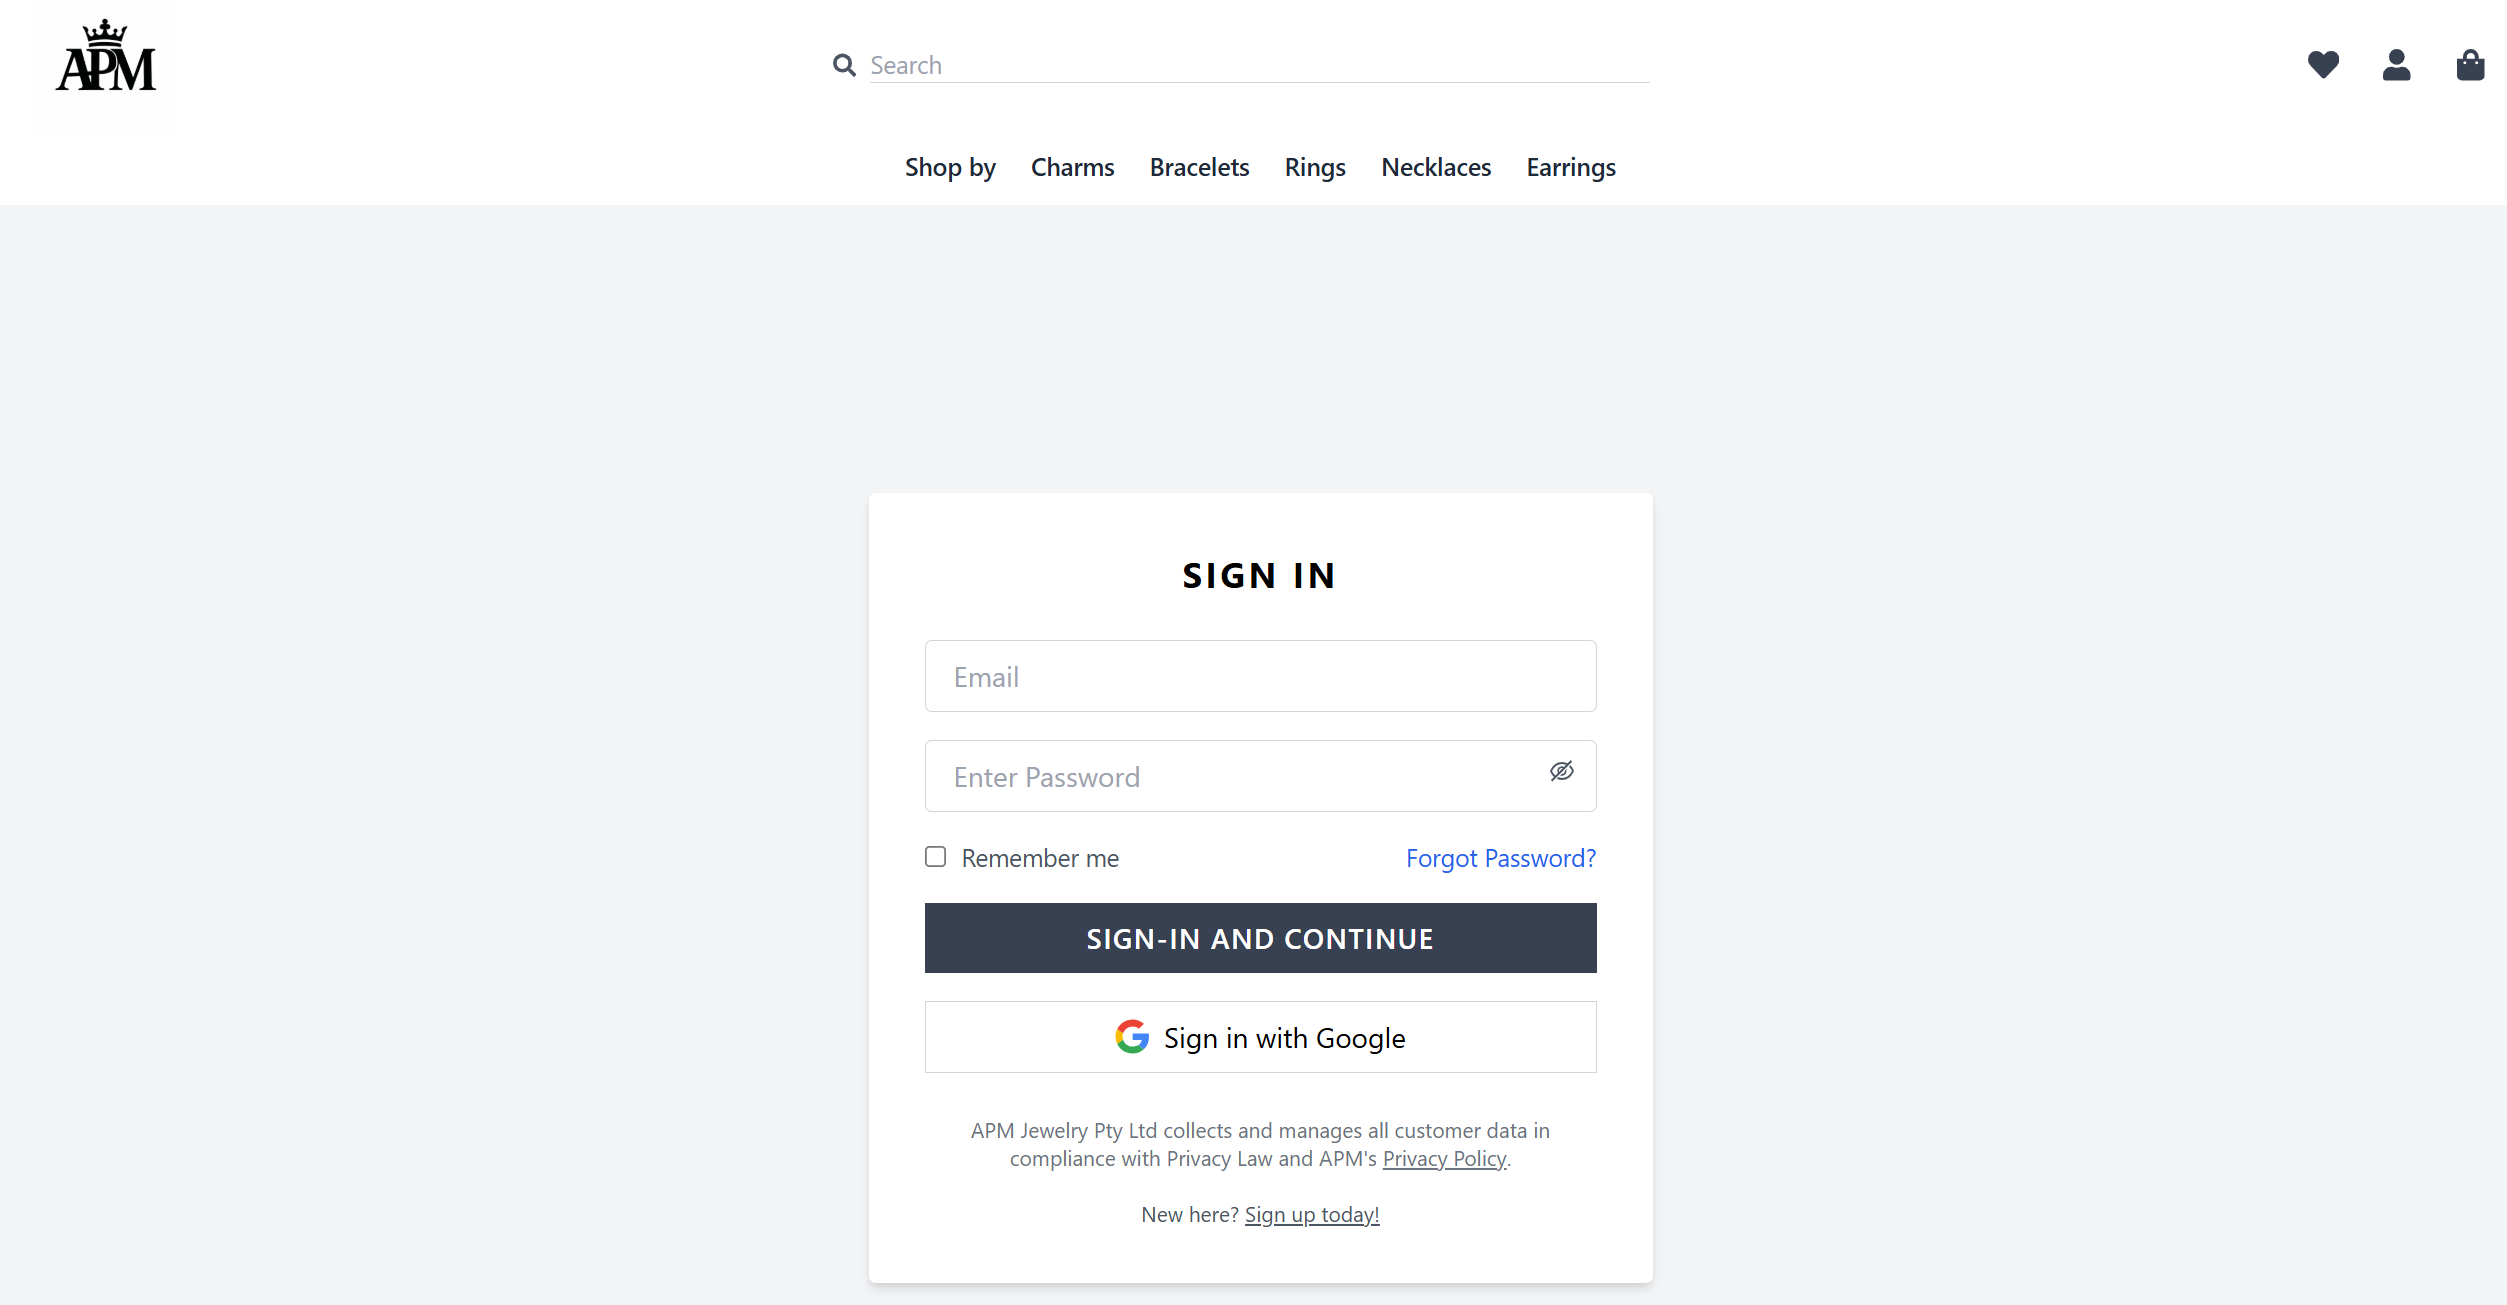 APM
Search
Shop by Charms Bracelets Rings Necklaces Earrings
SIGN IN
Email
Enter Password
Remember me Forgot Password?
SIGN-IN AND CONTINUE
Sign in with Google
APM Jewelry Pty Ltd collects and manages all customer data in
compliance with Privacy Law and APM's Privacy Policy.
New here? Sign up today!